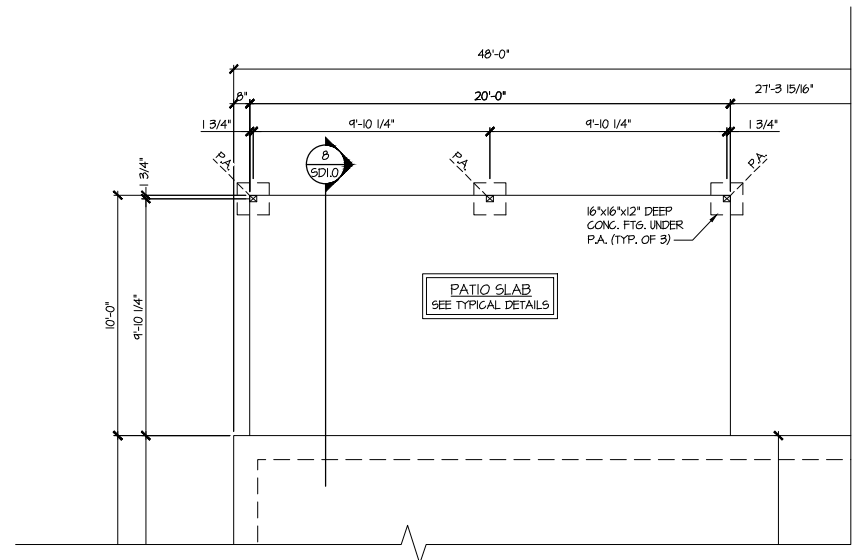 48'-0"
8"
20'-0"
27'-3 15/16"
1 3/4"
9'-10 1/4"
9'-10 1/4"
1 3/4"
P.A.
8
SD1.0
P.A.
P.A.
1 3/4"
16"x16"x12" DEEP
CONC. FTG. UNDER
P.A. (TYP. OF 3)
PATIO SLAB
SEE TYPICAL DETAILS
10'-0"
9'-10 1/4"